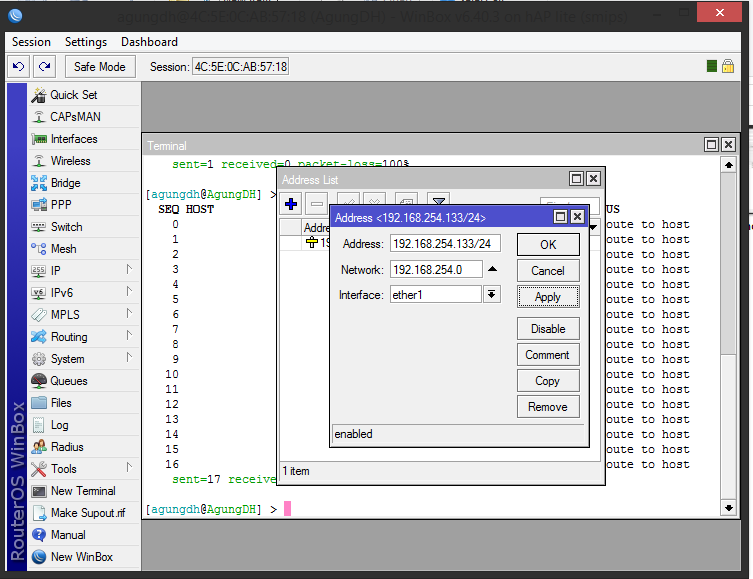 agungdh@4C:5E:0C:AB:57:18 (AgungDH) - WinBox v6.40.3 on hAP lite (smips)
Session Settings Dashboard
Safe Mode Session: 4C:5E:0C:AB:57:18
Quick Set
CAPsMAN
Interfaces
Wireless
Bridge
PPP
Switch
Mesh
IP
IPv6
MPLS
Routing
System
Queues
Files
Log
Radius
Tools
New Terminal
Make Supout.rif
Manual
New WinBox
RouterOS WinBox
Terminal
sent=1 received=0 packet-loss=100%
[agungdh@AgungDH] >
SEQ HOST US
0 oute to host
1 oute to host
2 oute to host
3 oute to host
4 oute to host
5 oute to host
6 oute to host
7 oute to host
8 oute to host
9 oute to host
10 oute to host
11 oute to host
12 oute to host
13 oute to host
14 oute to host
15 oute to host
16 oute to host
sent=17 receive
[agungdh@AgungDH] >
Address List
Addre
19
1 item
Address <192.168.254.133/24>
Address: 192.168.254.133/24
Network: 192.168.254.0
Interface: ether1
OK
Cancel
Apply
Disable
Comment
Copy
Remove
enabled